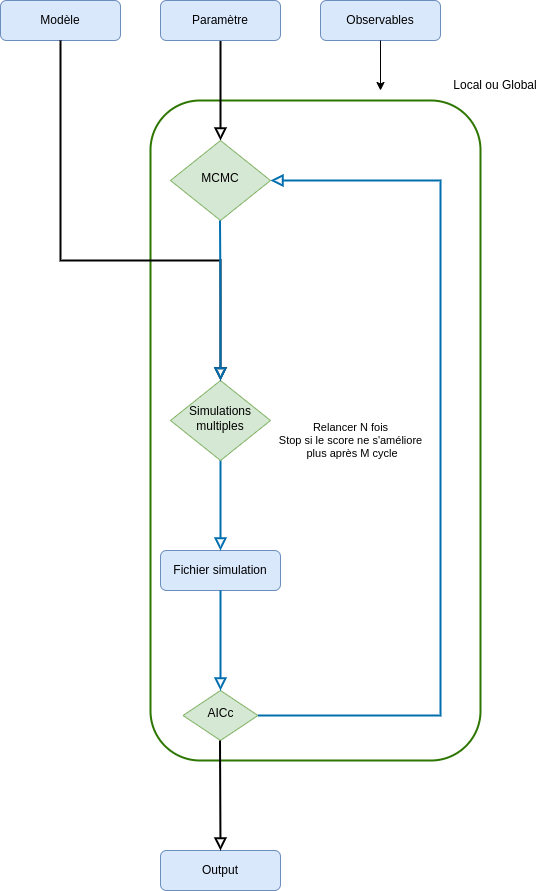 Modèle
Paramètre
Observables
Local ou Global
MCMC
Simulations
multiples
Relancer N fois
Stop si le score ne s'améliore
plus après M cycle
Fichier simulation
AICc
Output